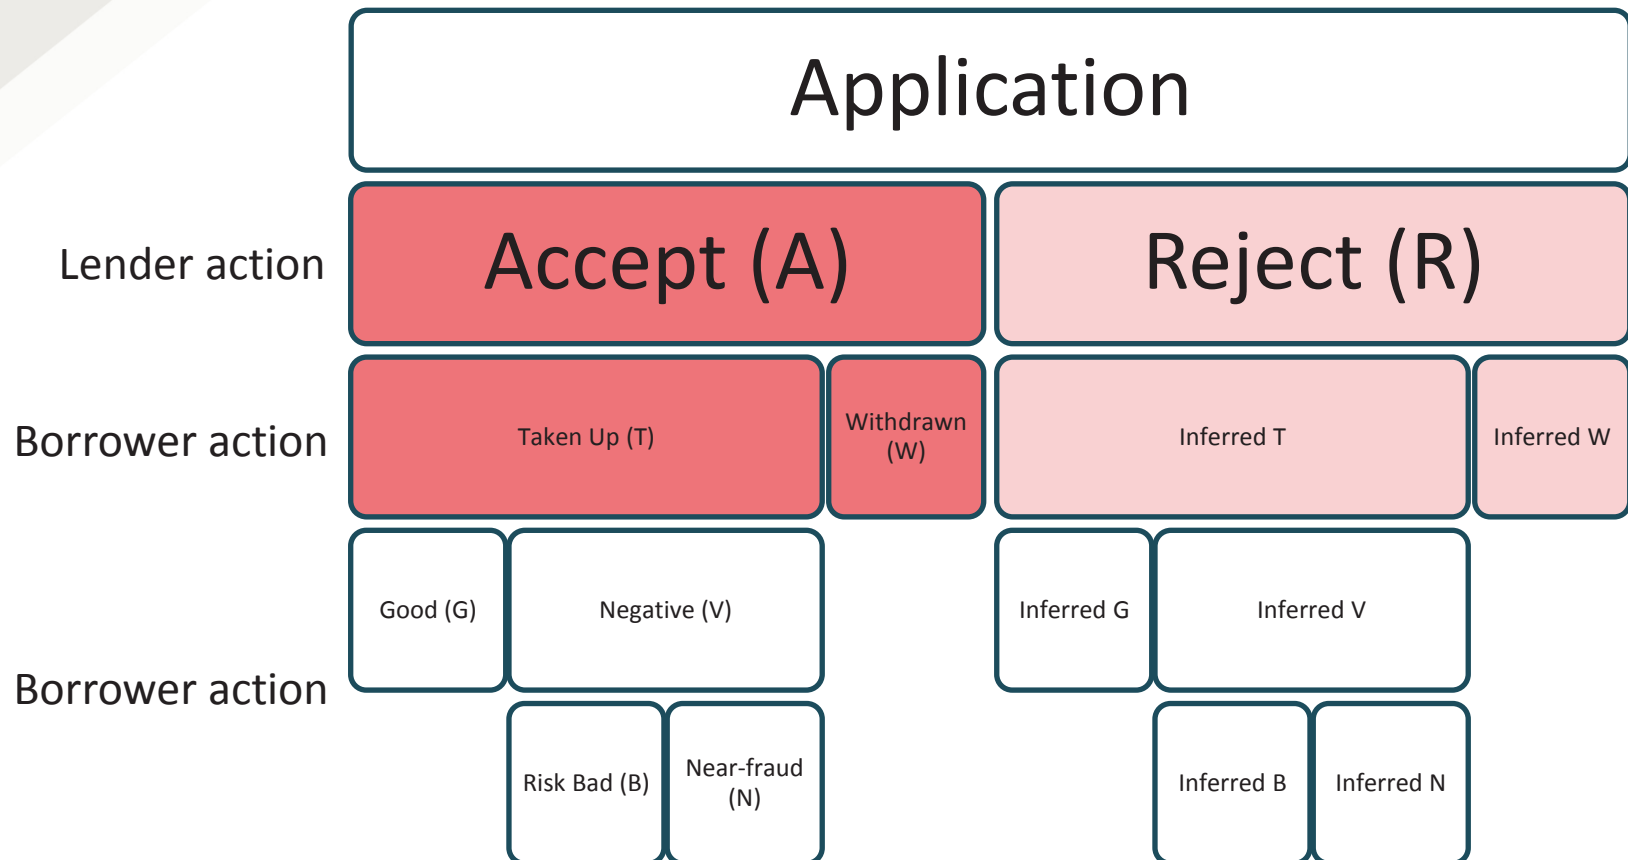 Application
Lender action
Accept (A)
Reject (R)
Borrower action
Taken Up (T)
Withdrawn
(W)
Inferred T
Inferred W
Borrower action
Good (G)
Negative (V)
Inferred G
Inferred V
Risk Bad (B)
Near-fraud
(N)
Inferred B
Inferred N